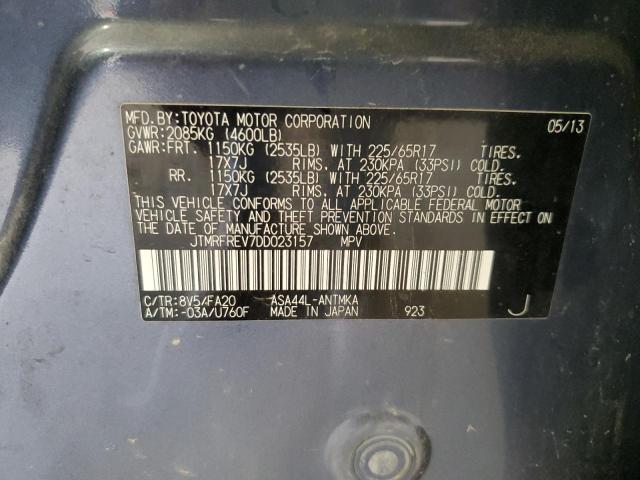 MFD.BY:TOYOTA MOTOR CORPORATION 05/13
GVWR:2085KG (4600LB)
GAWR:FRT. 1150KG (2535LB) WITH 225/65R17 TIRES,
17X7J RIMS, AT 230KPA (33PSI) COLD.
RR. 1150KG (2535LB) WITH 225/65R17 TIRES,
17X7J RIMS, AT 230KPA (33PSI) COLD.
THIS VEHICLE CONFORMS TO ALL APPLICABLE FEDERAL MOTOR
VEHICLE SAFETY AND THEFT PREVENTION STANDARDS IN EFFECT ON
THE DATE OF MANUFACTURE SHOWN ABOVE.
JTMRFREV7DD023157 MPV
C/TR:8V5/FA20 ASA44L-ANTMKA
A/TM:-03A/U760F MADE IN JAPAN 923 J